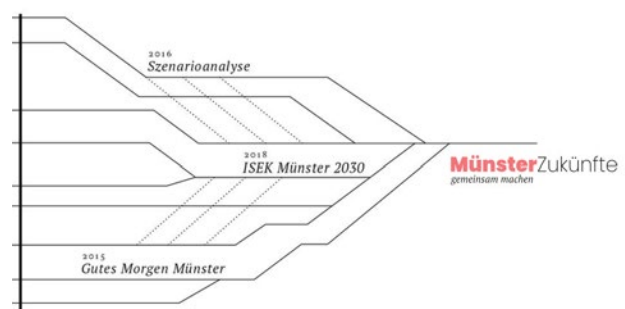 2016
Szenarioanalyse
2018
ISEK Münster 2030
MünsterZukünfte
gemeinsam machen
2015
Gutes Morgen Münster